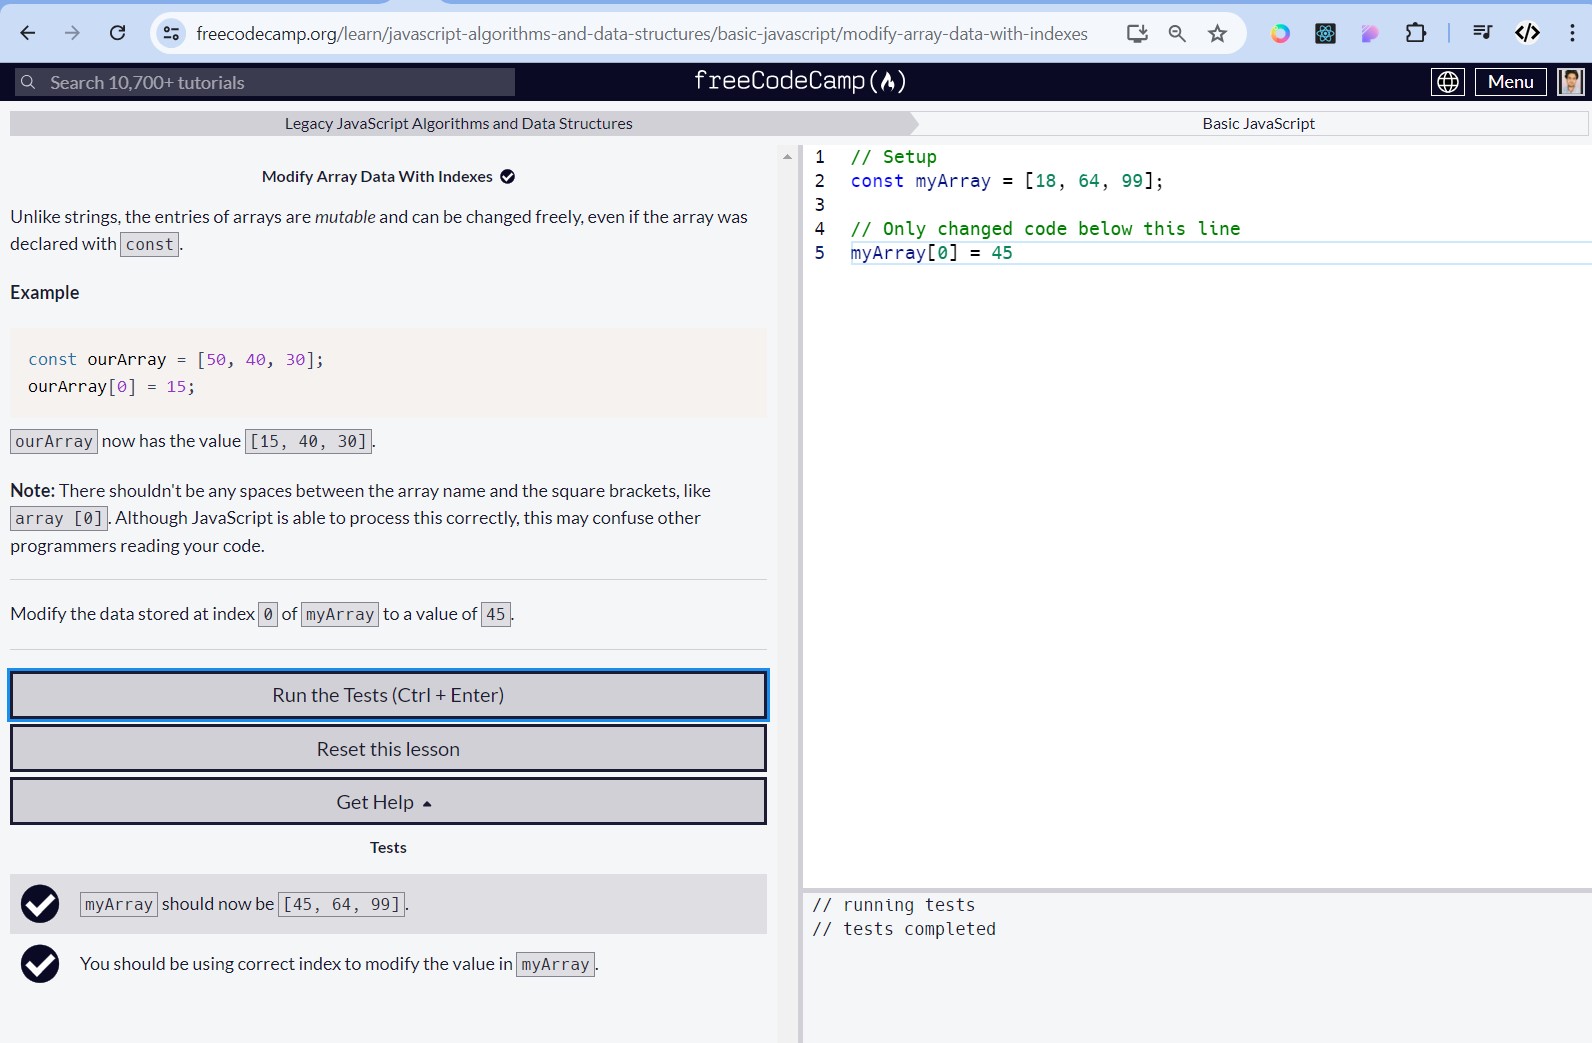 freecodecamp.org/learn/javascript-algorithms-and-data-structures/basic-javascript/modify-array-data-with-indexes
Search 10,700+ tutorials
freeCodeCamp
Menu
Legacy JavaScript Algorithms and Data Structures
Basic JavaScript
Modify Array Data With Indexes
Unlike strings, the entries of arrays are mutable and can be changed freely, even if the array was
declared with const.
Example
const ourArray = [50, 40, 30];
ourArray[0] = 15;
ourArray now has the value [15, 40, 30].
Note: There shouldn't be any spaces between the array name and the square brackets, like
array [0]. Although JavaScript is able to process this correctly, this may confuse other
programmers reading your code.
Modify the data stored at index 0 of myArray to a value of 45.
Run the Tests (Ctrl + Enter)
Reset this lesson
Get Help
Tests
myArray should now be [45, 64, 99].
You should be using correct index to modify the value in myArray.
1 // Setup
2 const myArray = [18, 64, 99];
3
4 // Only changed code below this line
5 myArray[0] = 45
// running tests
// tests completed